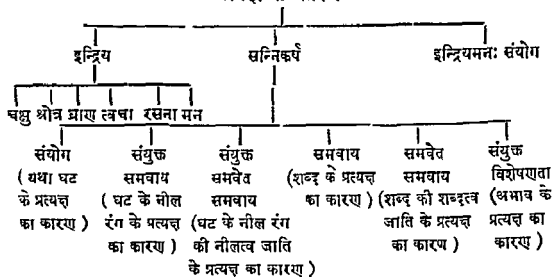 इन्द्रिय सन्निकर्ष इन्द्रियमनः संयोग
चक्षु श्रोत्र घ्राण त्वचा रसना मन
संयोग संयुक्त संयुक्त समवाय समवेत संयुक्त
(यथा घट समवाय समवेत (शब्द के प्रत्यक्ष समवाय विशेषणता
के प्रत्यक्ष (घट के नील समवाय का कारण) (शब्द की शब्दत्व (अभाव के
का कारण) रंग के प्रत्यक्ष (घट के नील रंग जाति के प्रत्यक्ष प्रत्यक्ष का
का कारण) की नीलत्व जाति का कारण) कारण)
के प्रत्यक्ष का कारण)